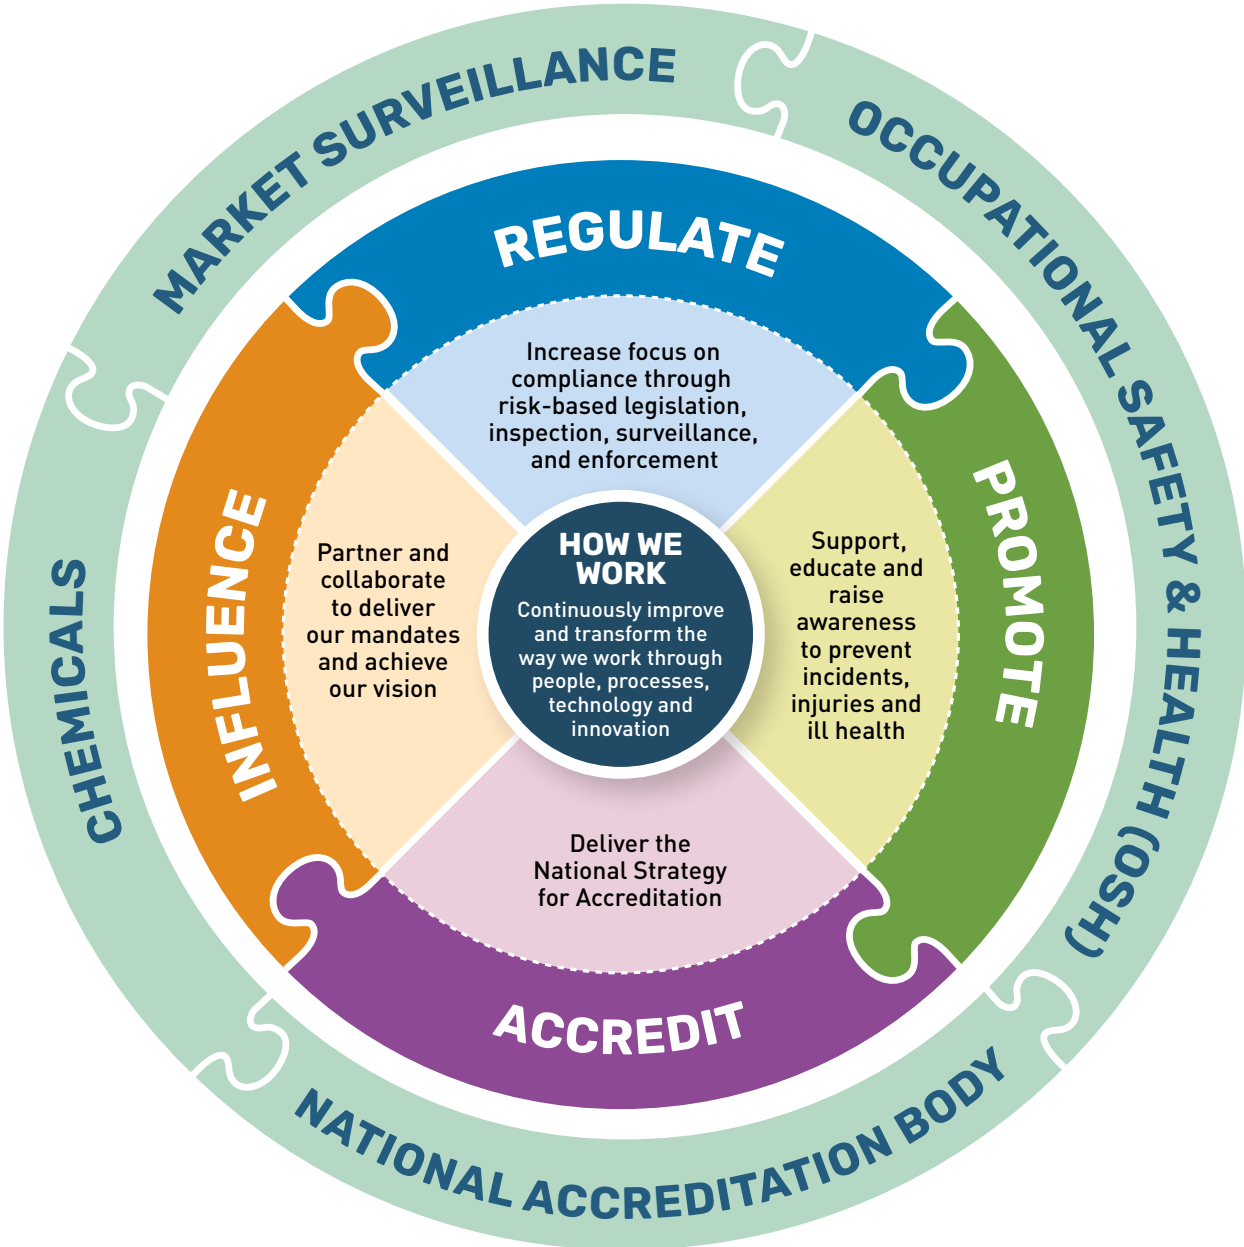 MARKET SURVEILLANCE
OCCUPATIONAL SAFETY & HEALTH (OSH)
NATIONAL ACCREDITATION BODY
CHEMICALS
REGULATE
Increase focus on
compliance through
risk-based legislation,
inspection, surveillance,
and enforcement
PROMOTE
Support,
educate and
raise
awareness
to prevent
incidents,
injuries and
ill health
ACCREDIT
Deliver the
National Strategy
for Accreditation
INFLUENCE
Partner and
collaborate
to deliver
our mandates
and achieve
our vision
HOW WE
WORK
Continuously improve
and transform the
way we work through
people, processes,
technology and
innovation